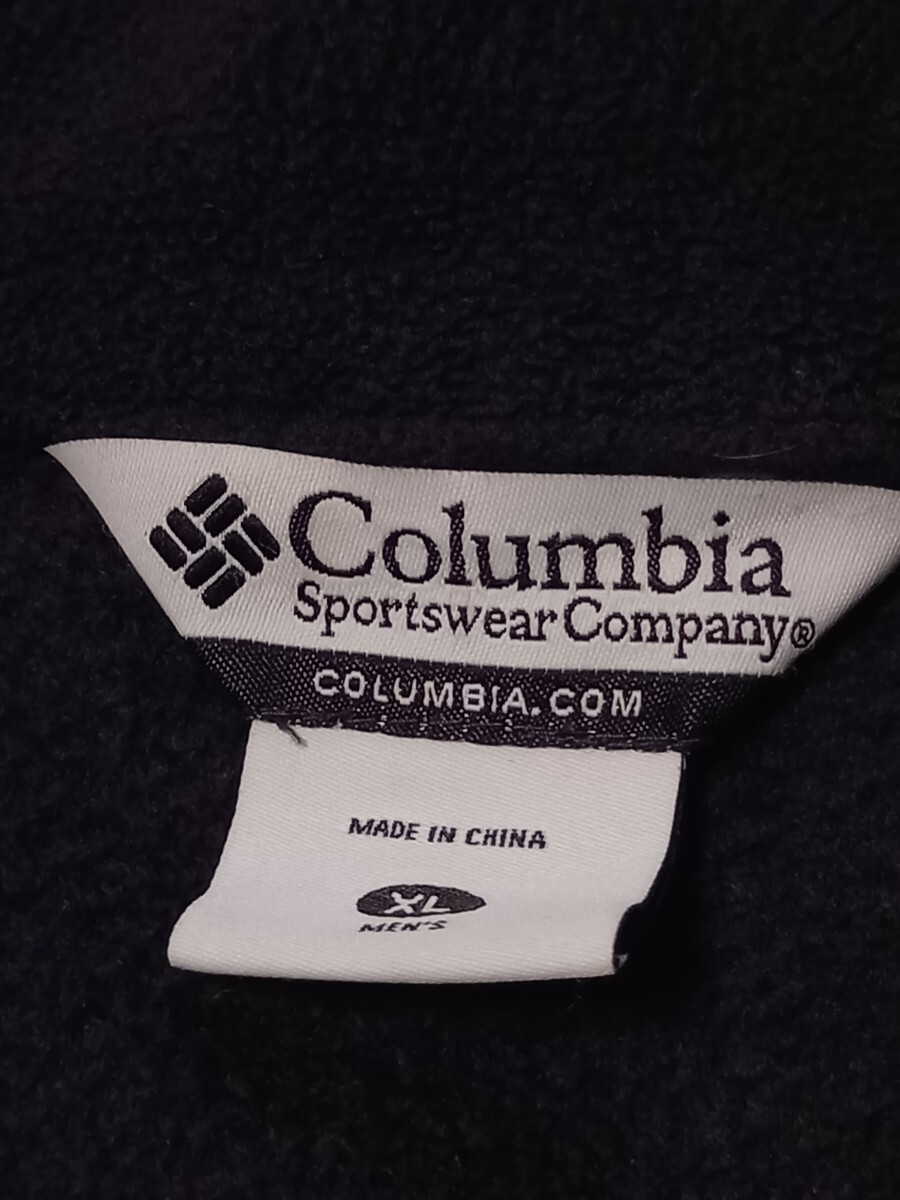 Columbia
Sportswear Company®
COLUMBIA.COM
MADE IN CHINA
XL
MEN'S